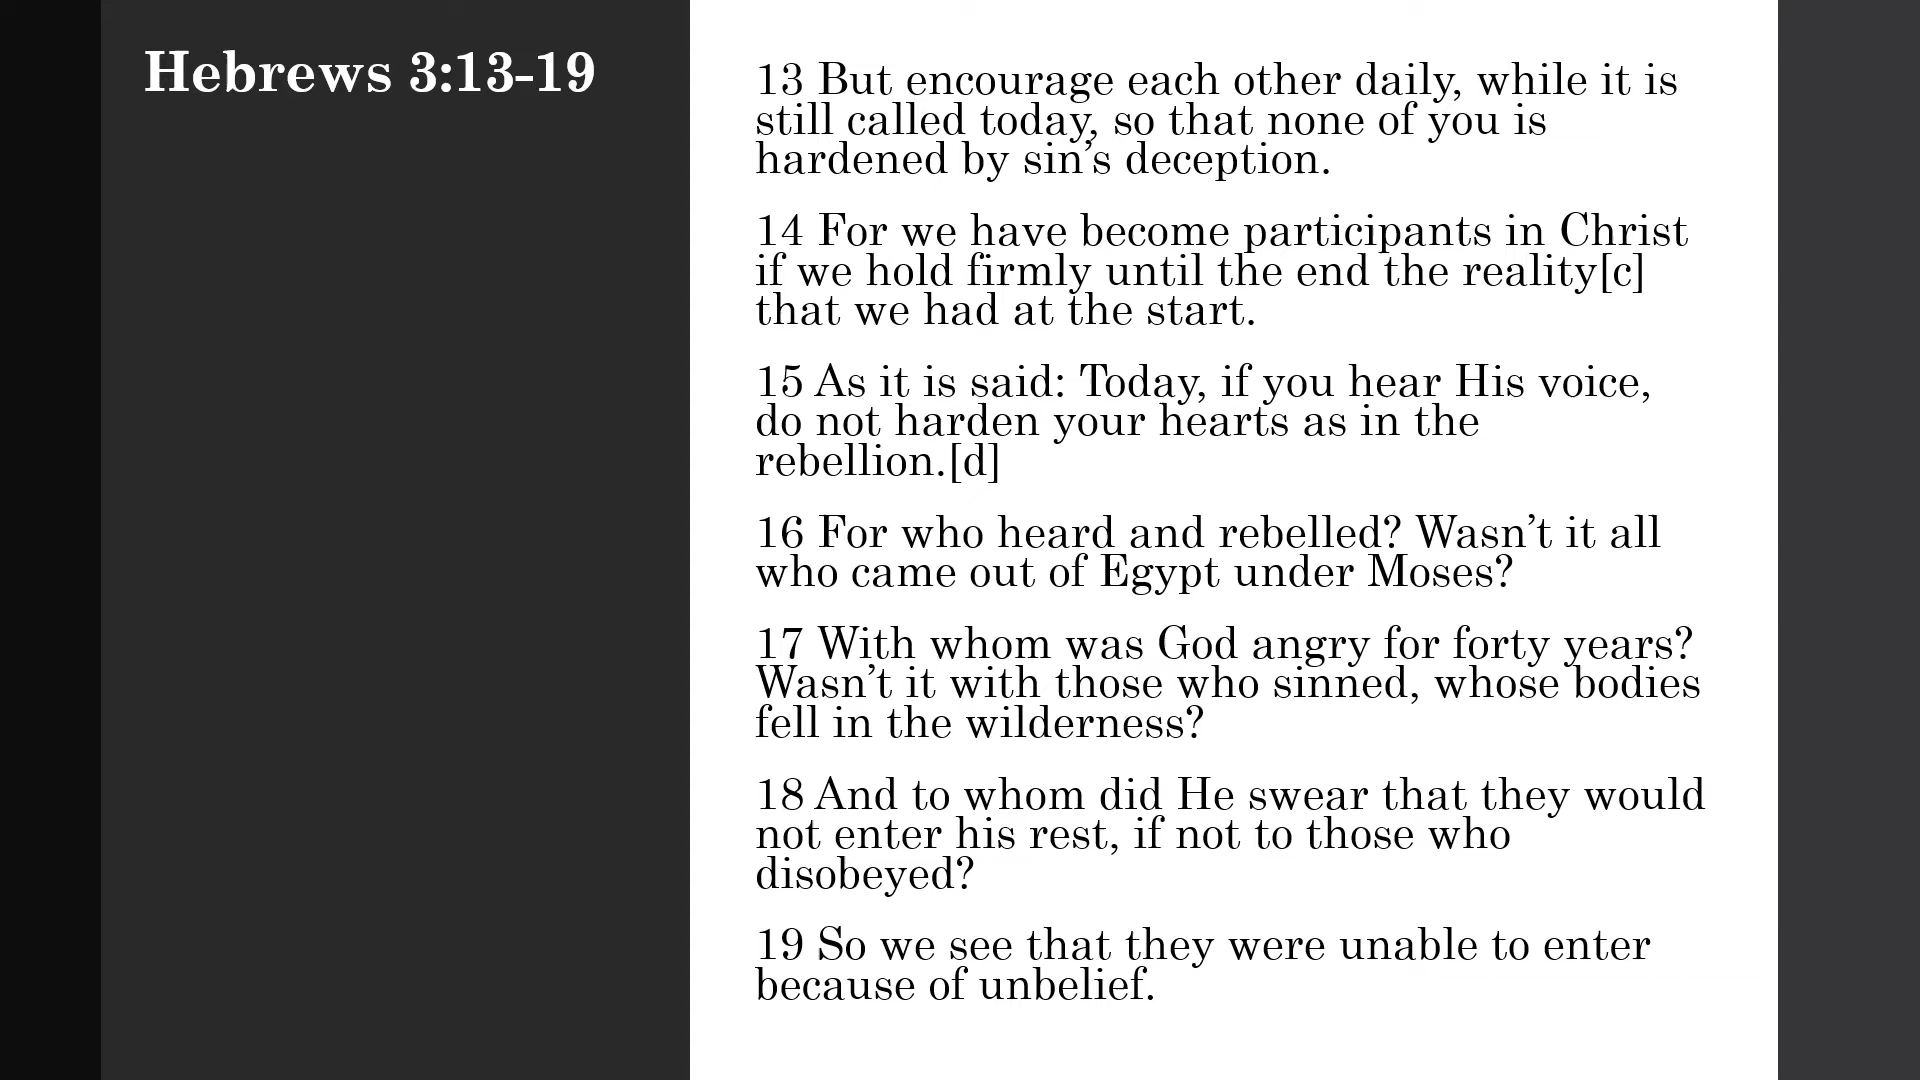 Hebrews 3:13-19
13 But encourage each other daily, while it is
still called today, so that none of you is
hardened by sin’s deception.
14 For we have become participants in Christ
if we hold firmly until the end the reality[c]
that we had at the start.
15 As it is said: Today, if you hear His voice,
do not harden your hearts as in the
rebellion.[d]
16 For who heard and rebelled? Wasn’t it all
who came out of Egypt under Moses?
17 With whom was God angry for forty years?
Wasn’t it with those who sinned, whose bodies
fell in the wilderness?
18 And to whom did He swear that they would
not enter his rest, if not to those who
disobeyed?
19 So we see that they were unable to enter
because of unbelief.